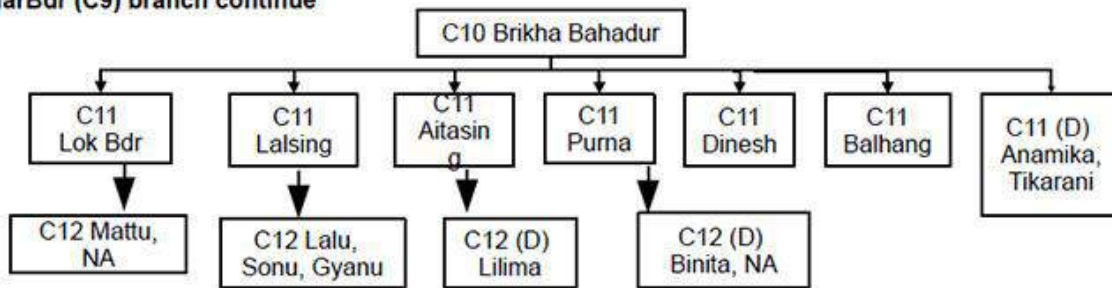 (C9) branch continue
C10 Brikha Bahadur
C11
Lok Bdr
C11
Lalsing
C11
Aitasin
g
C11
Purna
C11
Dinesh
C11
Balhang
C11 (D)
Anamika,
Tikarani
C12 Mattu,
NA
C12 Lalu,
Sonu, Gyanu
C12 (D)
Lilima
C12 (D)
Binita, NA